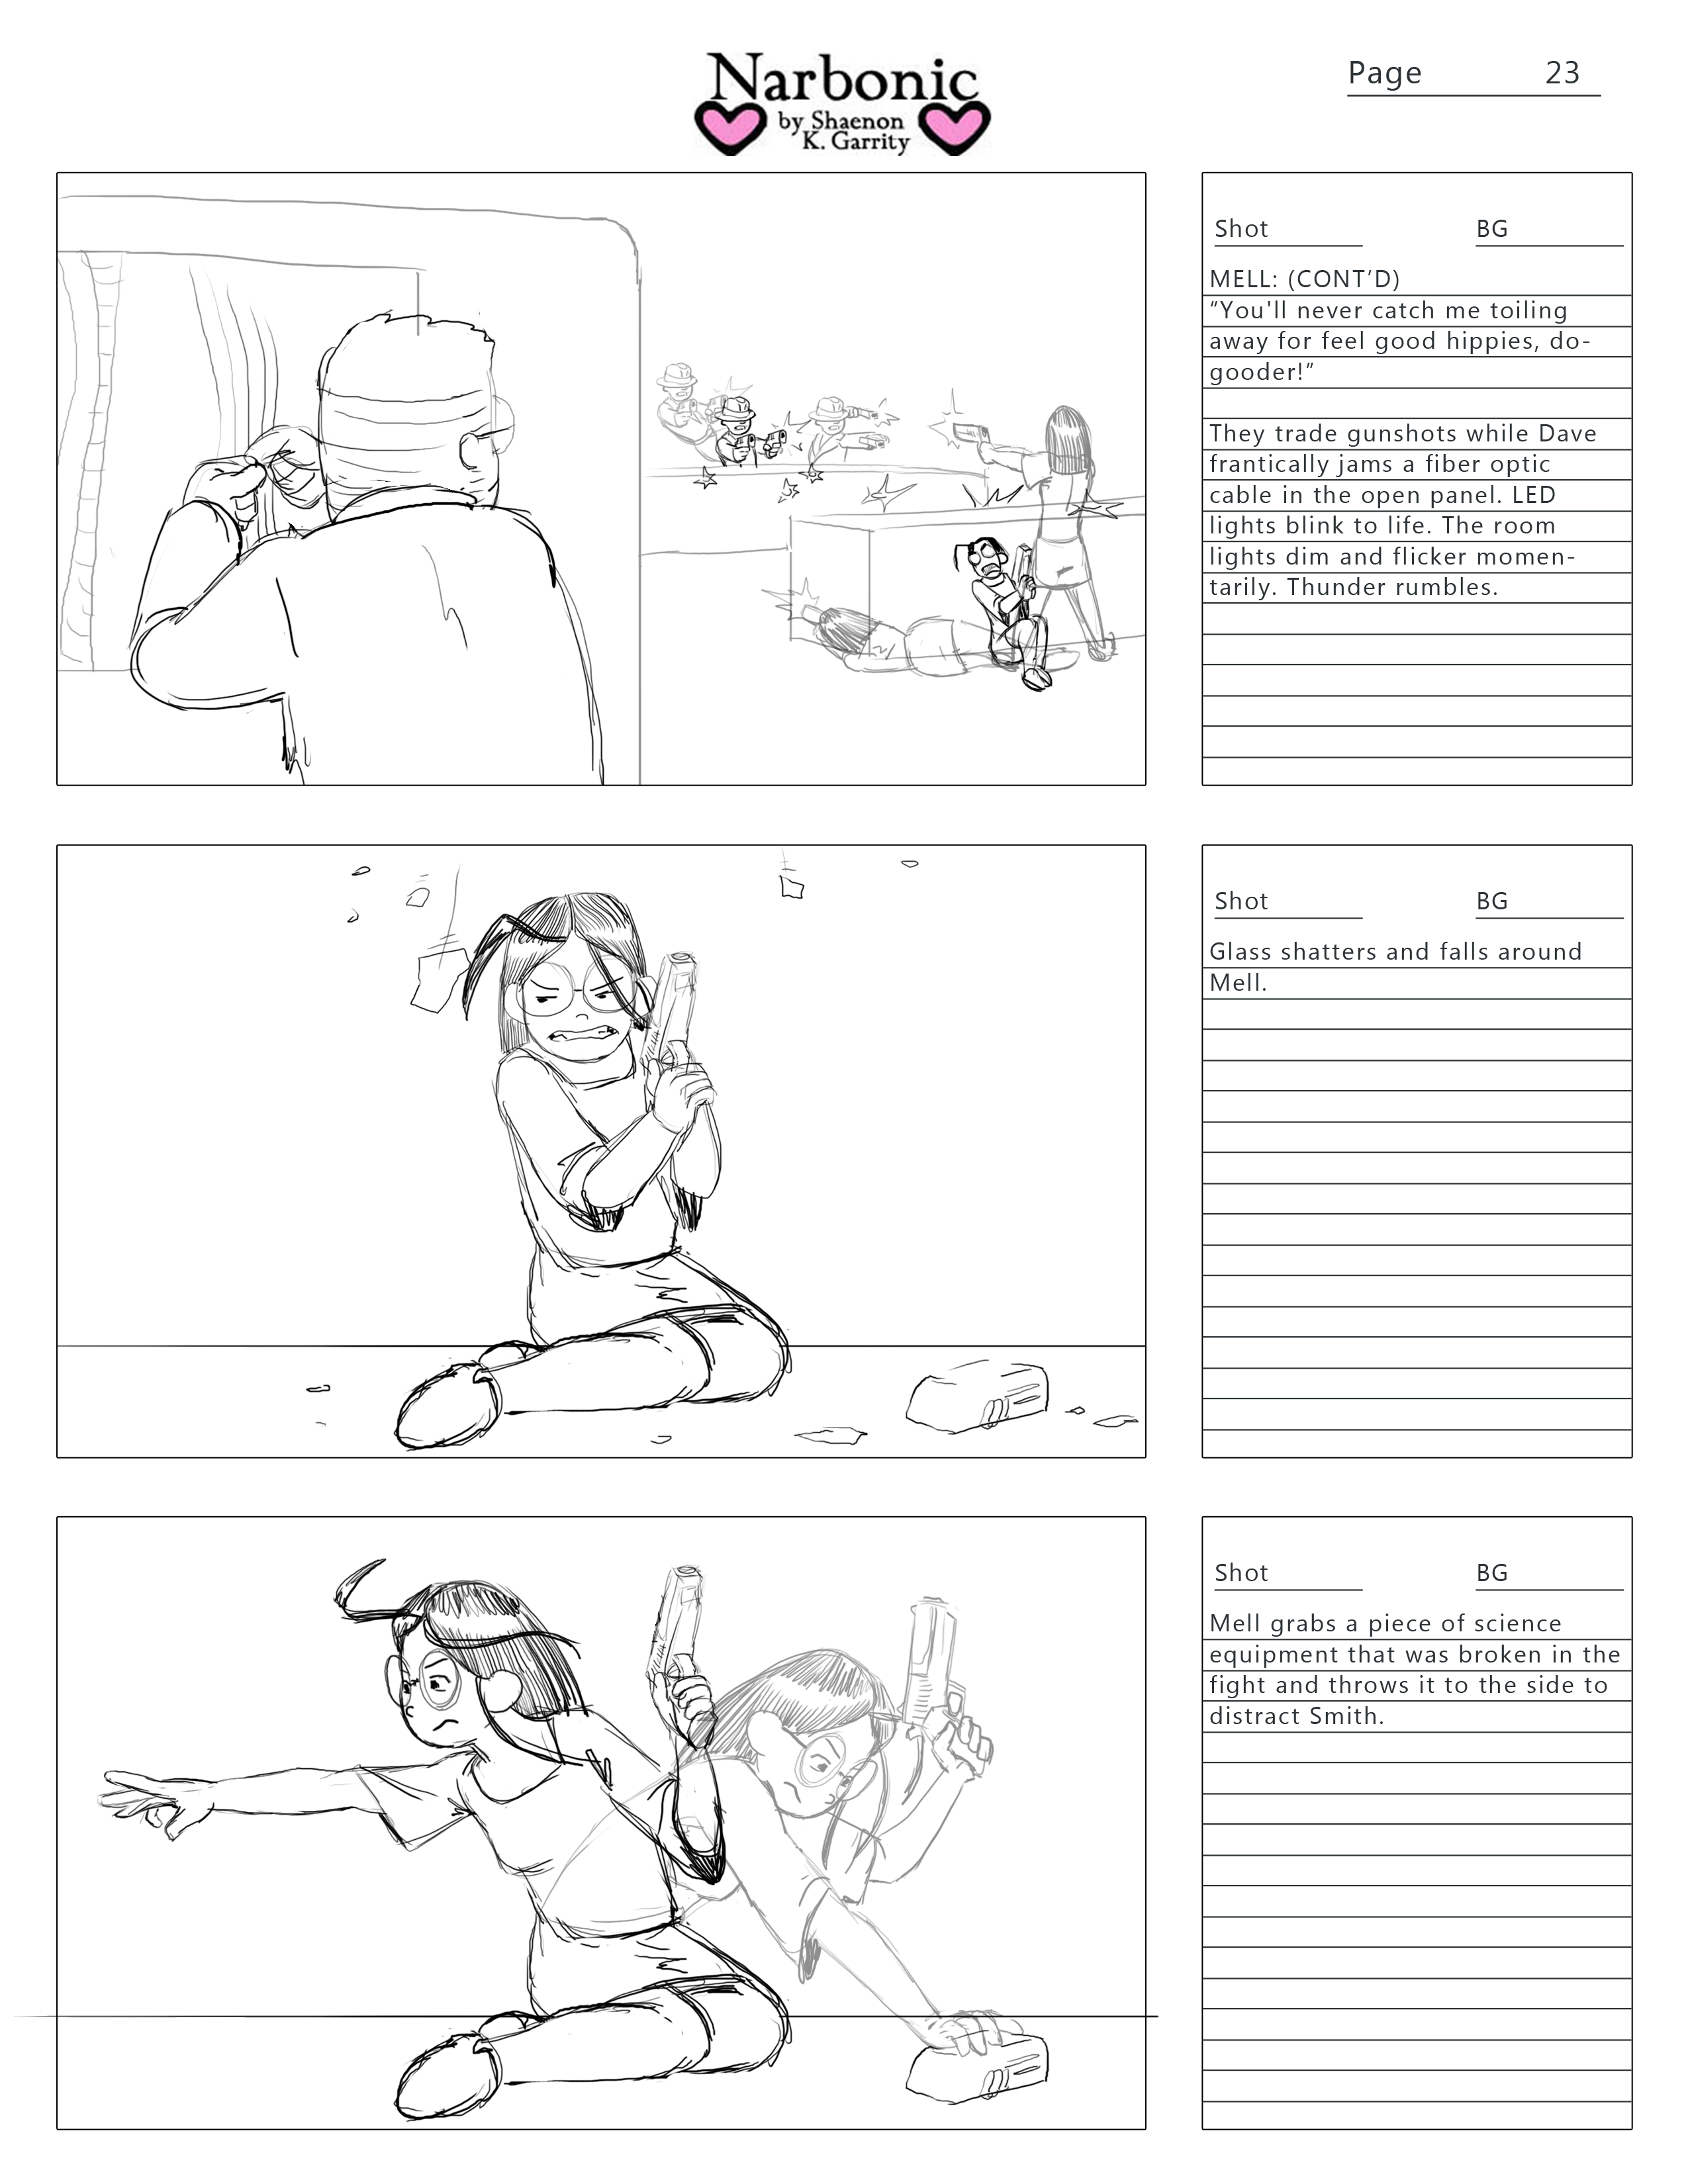 Narbonic
by Shaenon
K. Garrity
Page 23
Shot BG
MELL: (CONT’D)
“You'll never catch me toiling
away for feel good hippies, do-
gooder!”
They trade gunshots while Dave
frantically jams a fiber optic
cable in the open panel. LED
lights blink to life. The room
lights dim and flicker momen-
tarily. Thunder rumbles.
Shot BG
Glass shatters and falls around
Mell.
Shot BG
Mell grabs a piece of science
equipment that was broken in the
fight and throws it to the side to
distract Smith.